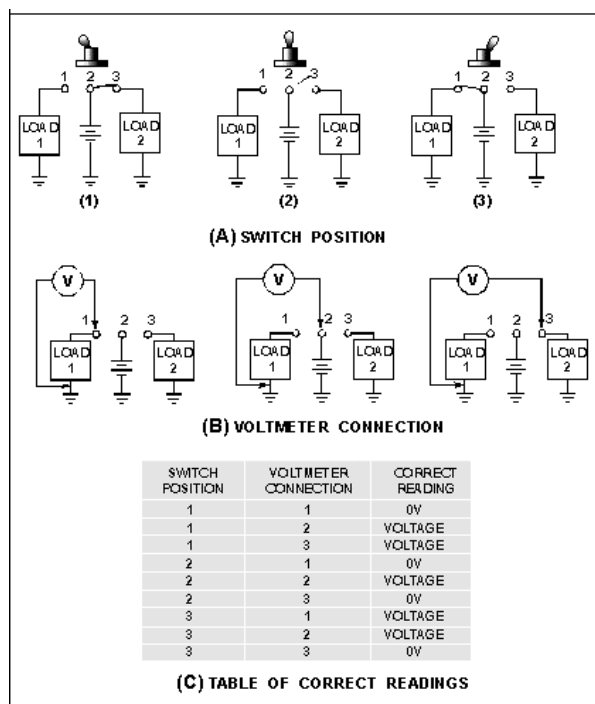 1 2 3
1 2 3
1 2 3
LOAD 1
LOAD 2
LOAD 1
LOAD 2
LOAD 1
LOAD 2
(1) (2) (3)
(A) SWITCH POSITION
V V V
1 2 3
1 2 3
1 2 3
LOAD 1
LOAD 2
LOAD 1
LOAD 2
LOAD 1
LOAD 2
(B) VOLTMETER CONNECTION
SWITCH POSITION VOLTMETER CONNECTION CORRECT READING
1 1 0V
1 2 VOLTAGE
1 3 VOLTAGE
2 1 0V
2 2 VOLTAGE
2 3 0V
3 1 VOLTAGE
3 2 VOLTAGE
3 3 0V
(C) TABLE OF CORRECT READINGS